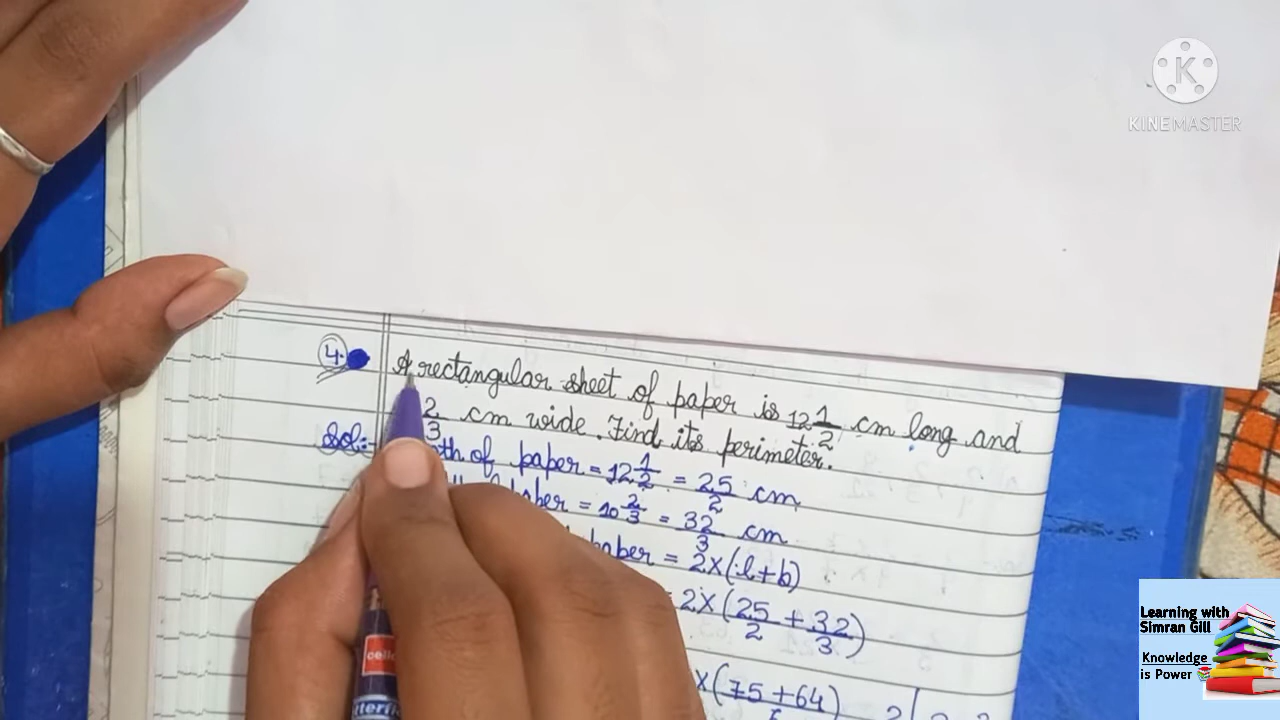 KINEMASTER
4. A rectangular sheet of paper is 12 1/2 cm long and
2/3 cm wide. Find its perimeter.
Sol:- of paper = 12 1/2 = 25/2 cm
= 10 2/3 = 32/3 cm
paper = 2×(l+b)
= 2×(25/2 + 32/3)
×(75+64)
Learning with
Simran Gill
Knowledge
is Power
cello